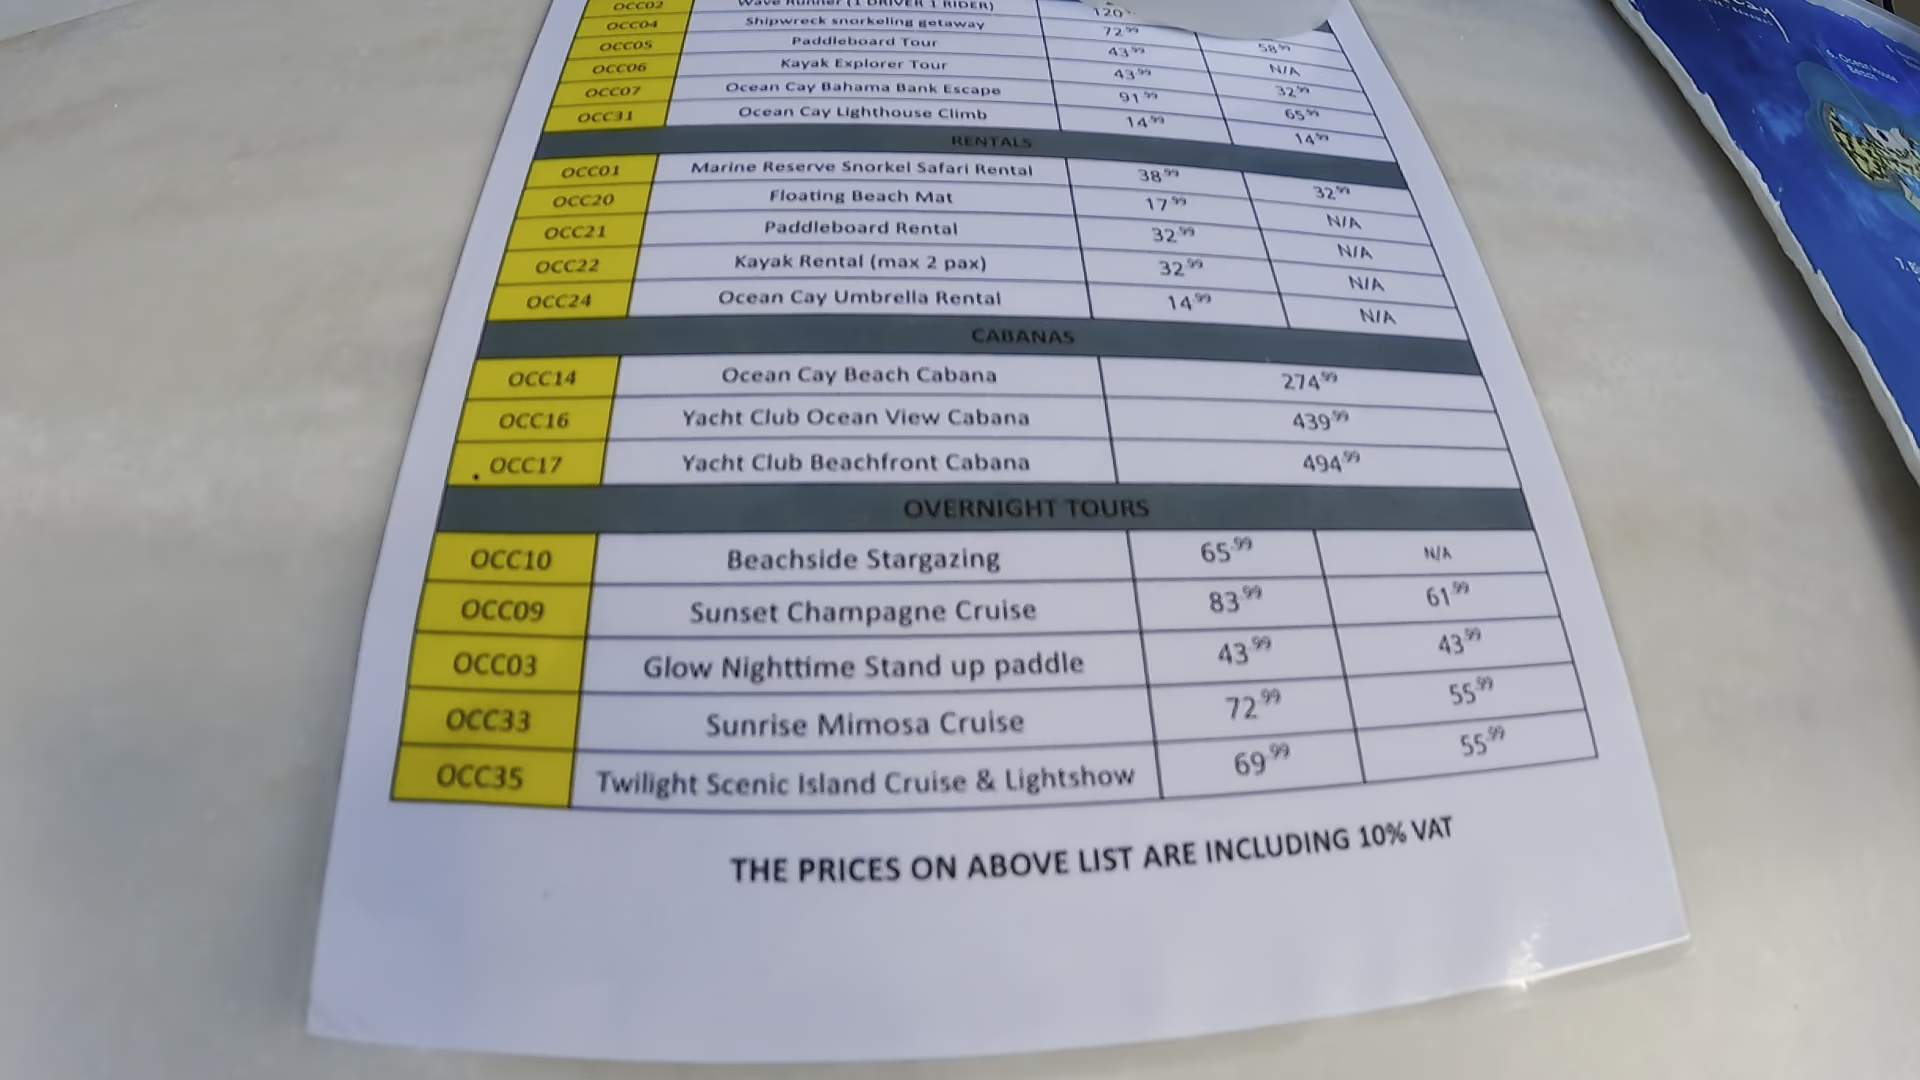 OCC02 Wave Runner (1 DRIVER 1 RIDER) 120
OCC04 Shipwreck snorkeling getaway 72.99 58.99
OCC05 Paddleboard Tour 43.99 N/A
OCC06 Kayak Explorer Tour 43.99 32.99
OCC07 Ocean Cay Bahama Bank Escape 91.99 65.99
OCC31 Ocean Cay Lighthouse Climb 14.99 14.99
RENTALS
OCC01 Marine Reserve Snorkel Safari Rental 38.99 32.99
OCC20 Floating Beach Mat 17.99 N/A
OCC21 Paddleboard Rental 32.99 N/A
OCC22 Kayak Rental (max 2 pax) 32.99 N/A
OCC24 Ocean Cay Umbrella Rental 14.99 N/A
CABANAS
OCC14 Ocean Cay Beach Cabana 274.99
OCC16 Yacht Club Ocean View Cabana 439.99
OCC17 Yacht Club Beachfront Cabana 494.99
OVERNIGHT TOURS
OCC10 Beachside Stargazing 65.99 N/A
OCC09 Sunset Champagne Cruise 83.99 61.99
OCC03 Glow Nighttime Stand up paddle 43.99 43.99
OCC33 Sunrise Mimosa Cruise 72.99 55.99
OCC35 Twilight Scenic Island Cruise & Lightshow 69.99 55.99
THE PRICES ON ABOVE LIST ARE INCLUDING 10% VAT